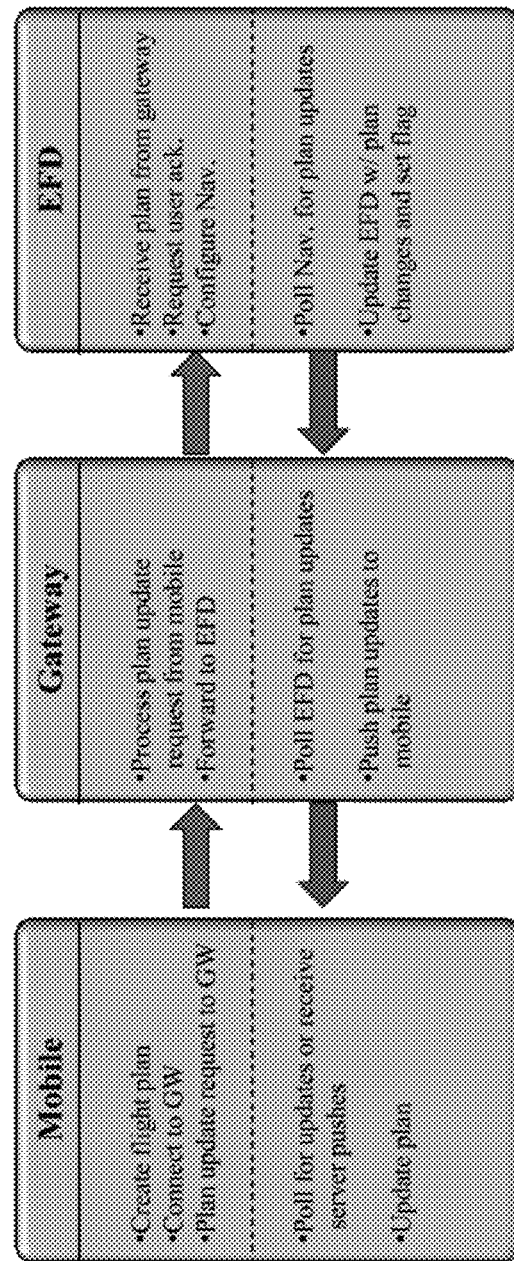 Mobile
•Create flight plan
•Connect to GW
•Plan update request to GW
•Poll for updates or receive
server pushes
•Update plan
Gateway
•Process plan update
request from mobile
•Forward to EFD
•Poll EFD for plan updates
•Push plan updates to
mobile
EFD
•Receive plan from gateway
•Request user ack.
•Configure Nav.
•Poll Nav. for plan updates
•Update EFD w/ plan
changes and set flag